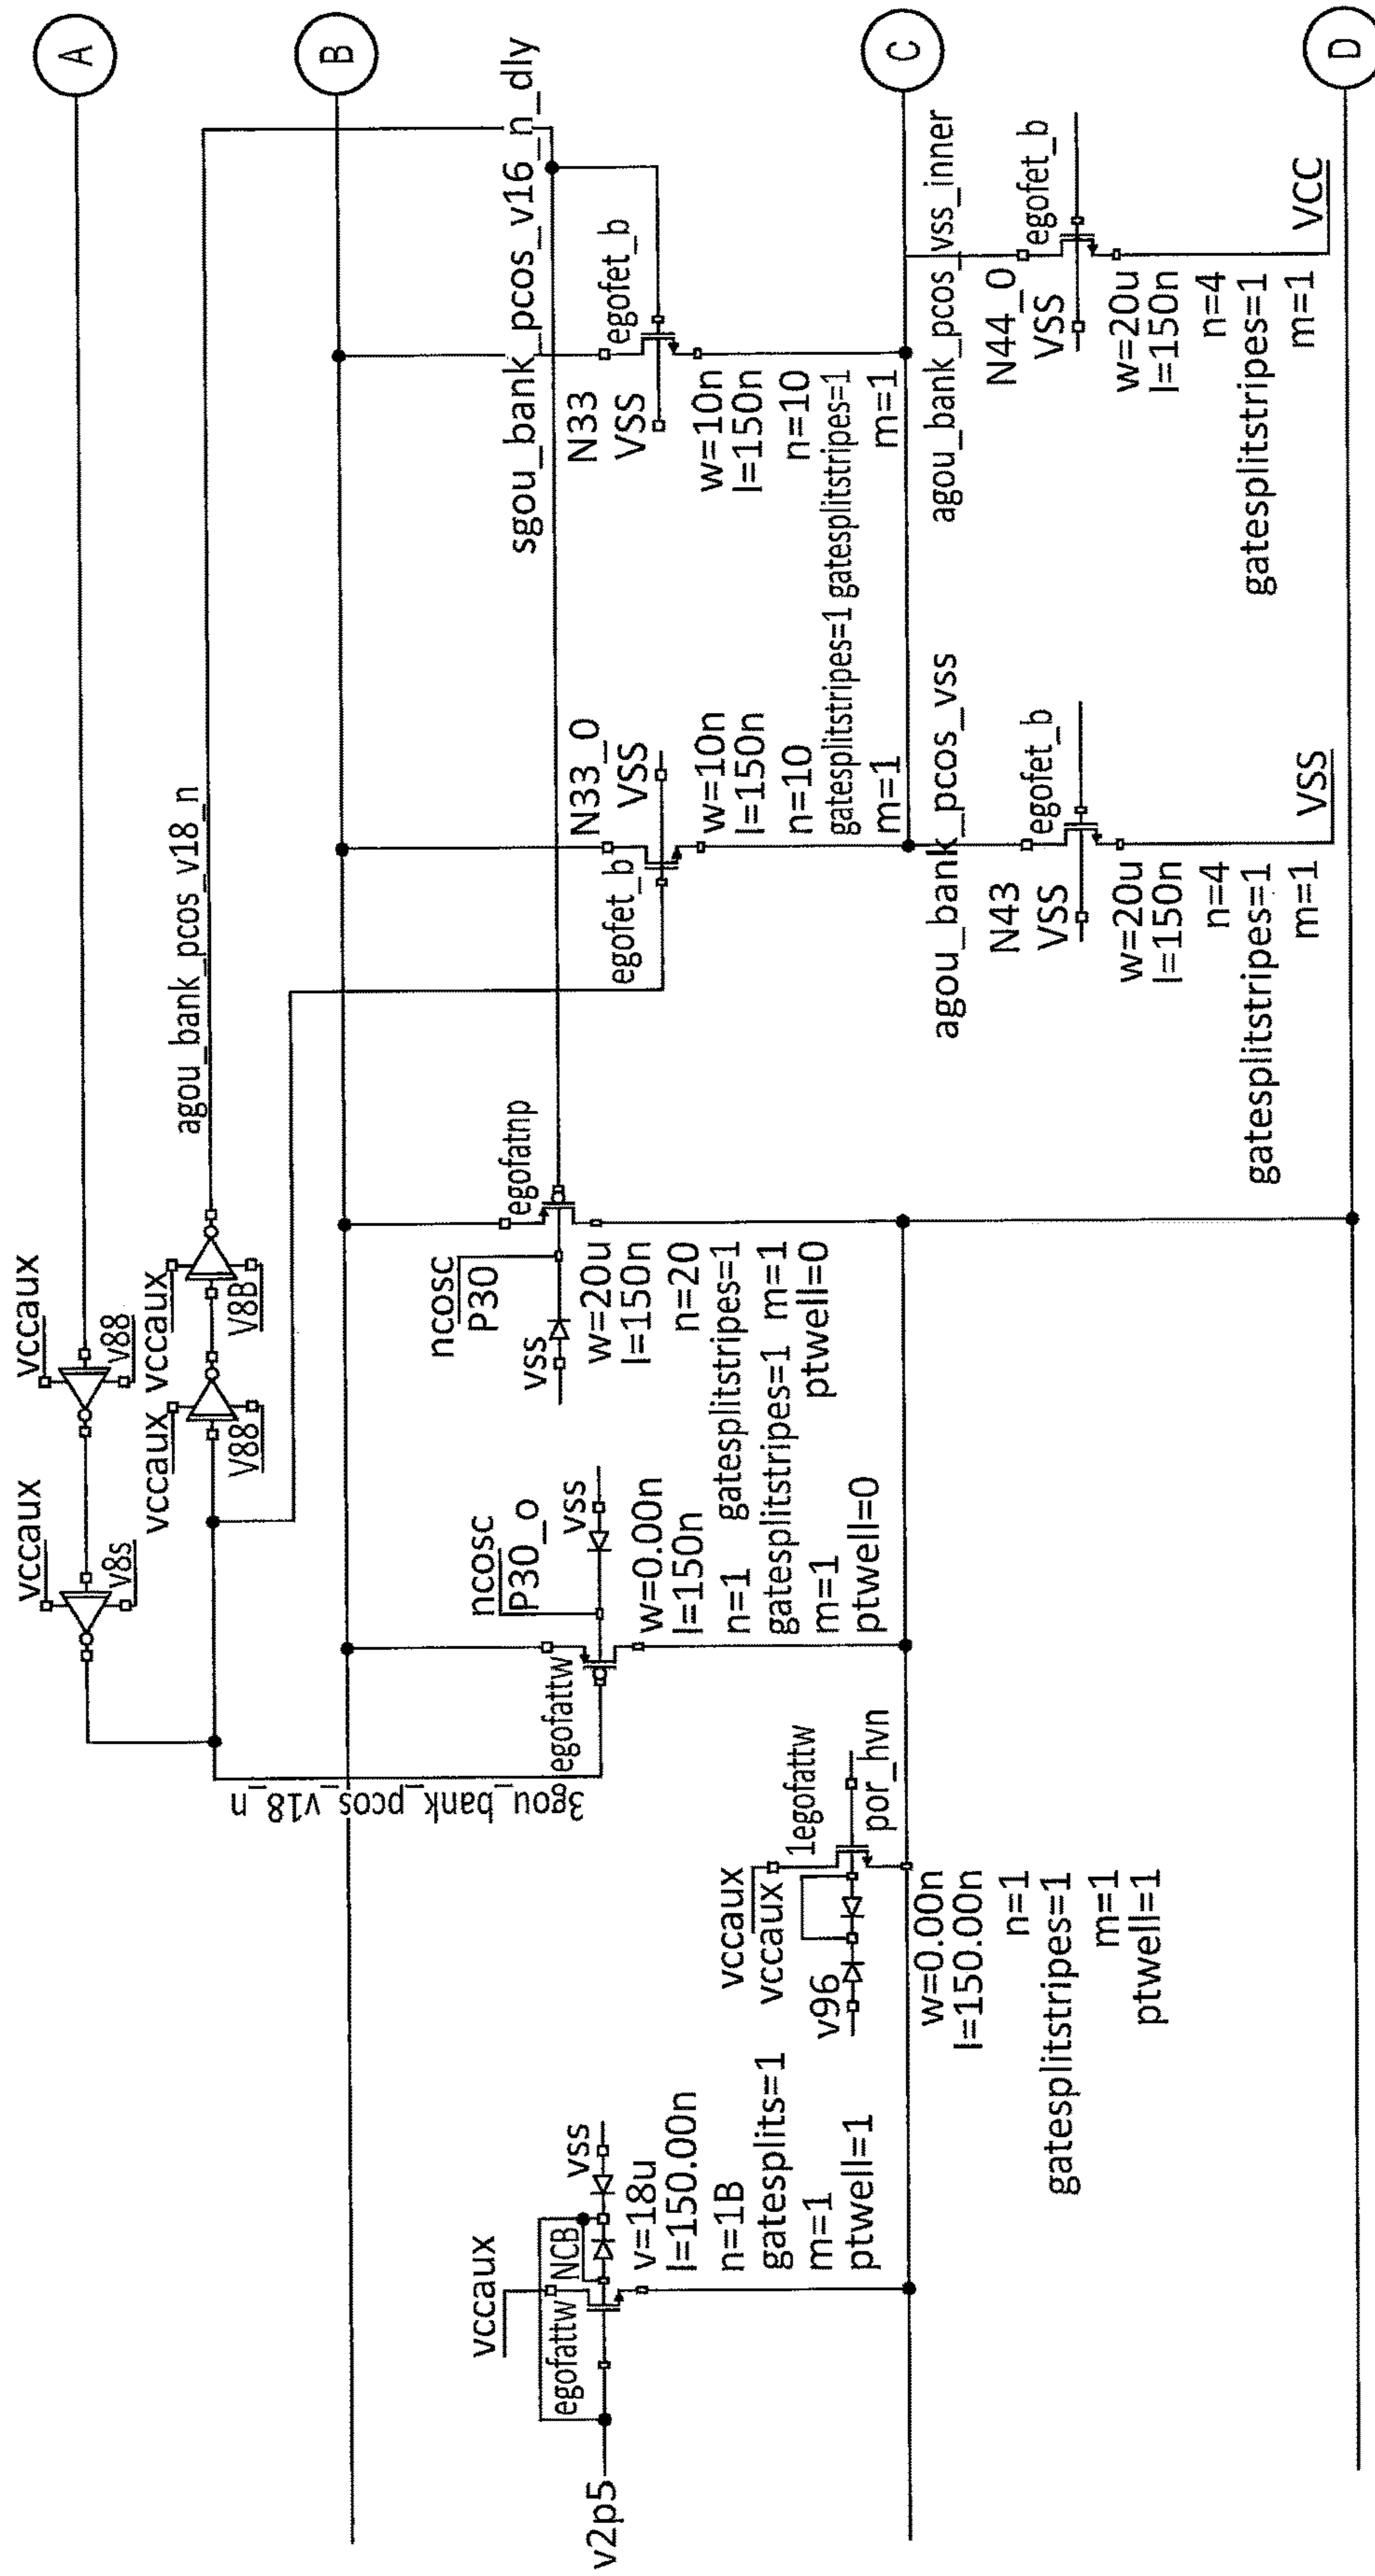 A
B
C
D
vccaux
v8s
vccaux
v88
vccaux
V88
vccaux
V8B
agou_bank_pcos_v18_n
3gou_bank_pcos_v18_n
sgou_bank_pcos_v16_n_dly
v2p5
vccaux
egofattw
NCB
vss
v=18u
l=150.00n
n=1B
gatesplits=1
m=1
ptwell=1
vccaux
vccaux
1egofattw
v96
por_hvn
w=0.00n
l=150.00n
n=1
gatesplitstripes=1
m=1
ptwell=1
egofattw
ncosc
P30_o
vss
w=0.00n
l=150n
n=1
gatesplitstripes=1
m=1
ptwell=0
ncosc
P30
vss
egofatnp
w=20u
l=150n
n=20
gatesplitstripes=1
m=1
ptwell=0
egofet_b
N33_0
VSS
w=10n
l=150n
n=10
gatesplitstripes=1
m=1
N33
VSS
egofet_b
w=10n
l=150n
n=10
gatesplitstripes=1
m=1
agou_bank_pcos_vss
N43
VSS
egofet_b
w=20u
l=150n
n=4
gatesplitstripes=1
m=1
VSS
agou_bank_pcos_vss_inner
N44_0
VSS
egofet_b
w=20u
l=150n
n=4
gatesplitstripes=1
m=1
VCC